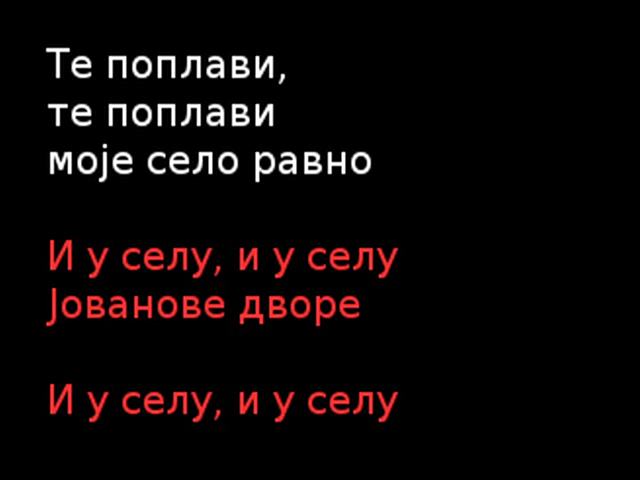 Те поплави,
те поплави
моје село равно
И у селу, и у селу
Јованове дворе
И у селу, и у селу